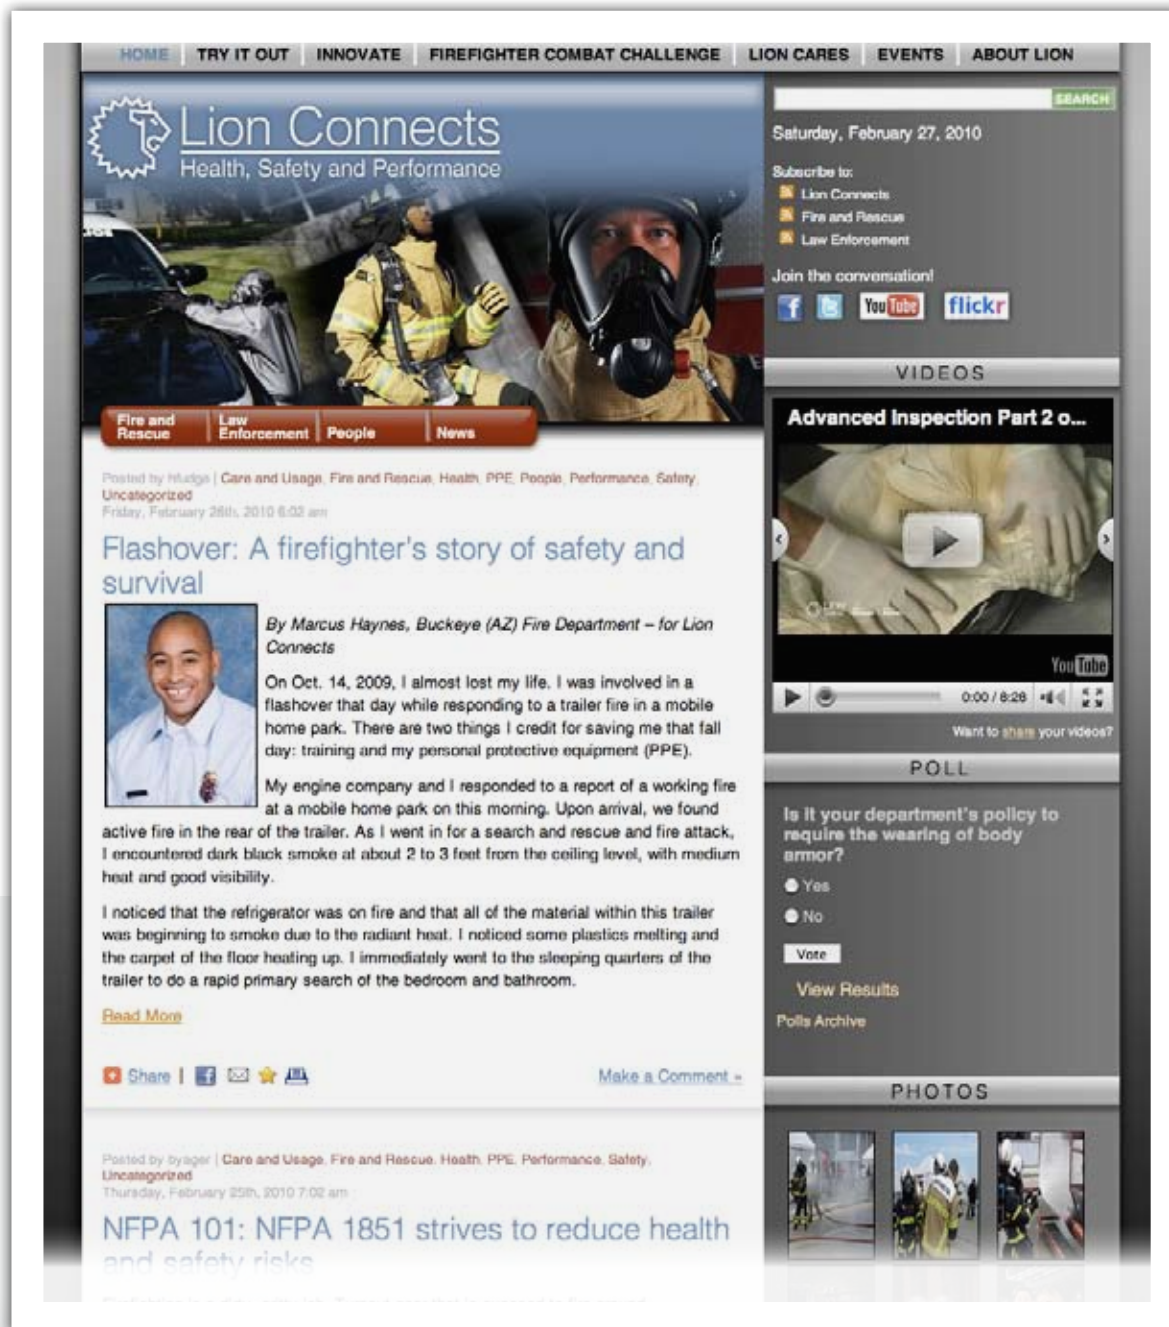 HOME TRY IT OUT INNOVATE FIREFIGHTER COMBAT CHALLENGE LION CARES EVENTS ABOUT LION
Lion Connects
Health, Safety and Performance
Fire and Rescue
Law Enforcement
People
News
Posted by hfudge | Care and Usage, Fire and Rescue, Health, PPE, People, Performance, Safety,
Uncategorized
Friday, February 26th, 2010 6:02 am
Flashover: A firefighter's story of safety and
survival
By Marcus Haynes, Buckeye (AZ) Fire Department – for Lion
Connects
On Oct. 14, 2009, I almost lost my life. I was involved in a
flashover that day while responding to a trailer fire in a mobile
home park. There are two things I credit for saving me that fall
day: training and my personal protective equipment (PPE).
My engine company and I responded to a report of a working fire
at a mobile home park on this morning. Upon arrival, we found
active fire in the rear of the trailer. As I went in for a search and rescue and fire attack,
I encountered dark black smoke at about 2 to 3 feet from the ceiling level, with medium
heat and good visibility.
I noticed that the refrigerator was on fire and that all of the material within this trailer
was beginning to smoke due to the radiant heat. I noticed some plastics melting and
the carpet of the floor heating up. I immediately went to the sleeping quarters of the
trailer to do a rapid primary search of the bedroom and bathroom.
Read More
Share |
Make a Comment »
Posted by byager | Care and Usage, Fire and Rescue, Health, PPE, Performance, Safety,
Uncategorized
Thursday, February 25th, 2010 7:02 am
NFPA 101: NFPA 1851 strives to reduce health
and safety risks
SEARCH
Saturday, February 27, 2010
Subscribe to:
Lion Connects
Fire and Rescue
Law Enforcement
Join the conversation!
f t YouTube flickr
VIDEOS
Advanced Inspection Part 2 o...
YouTube
0:00 / 8:26
Want to share your videos?
POLL
Is it your department's policy to
require the wearing of body
armor?
Yes
No
Vote
View Results
Polls Archive
PHOTOS